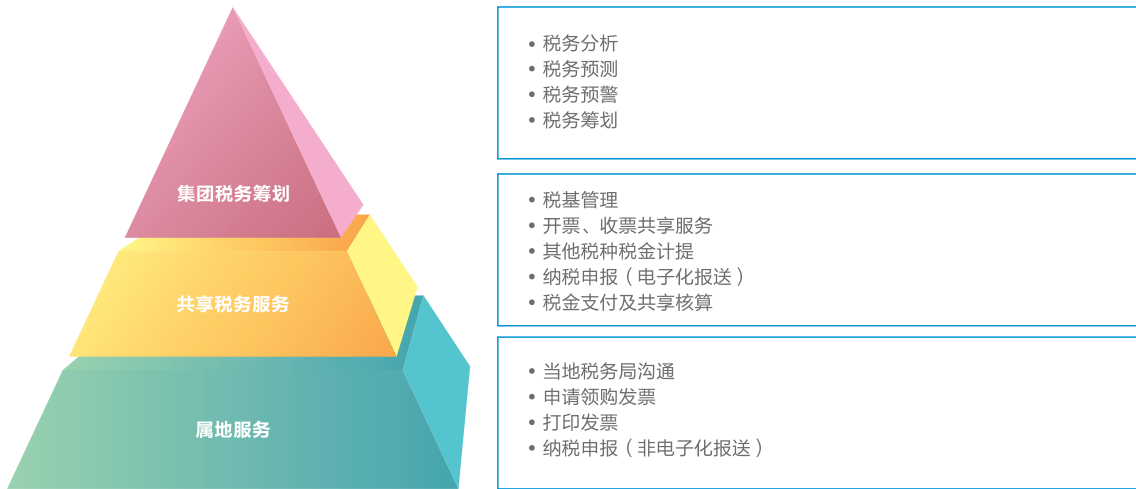 集团税务筹划
• 税务分析
• 税务预测
• 税务预警
• 税务筹划
共享税务服务
• 税基管理
• 开票、收票共享服务
• 其他税种税金计提
• 纳税申报（电子化报送）
• 税金支付及共享核算
属地服务
• 当地税务局沟通
• 申请领购发票
• 打印发票
• 纳税申报（非电子化报送）